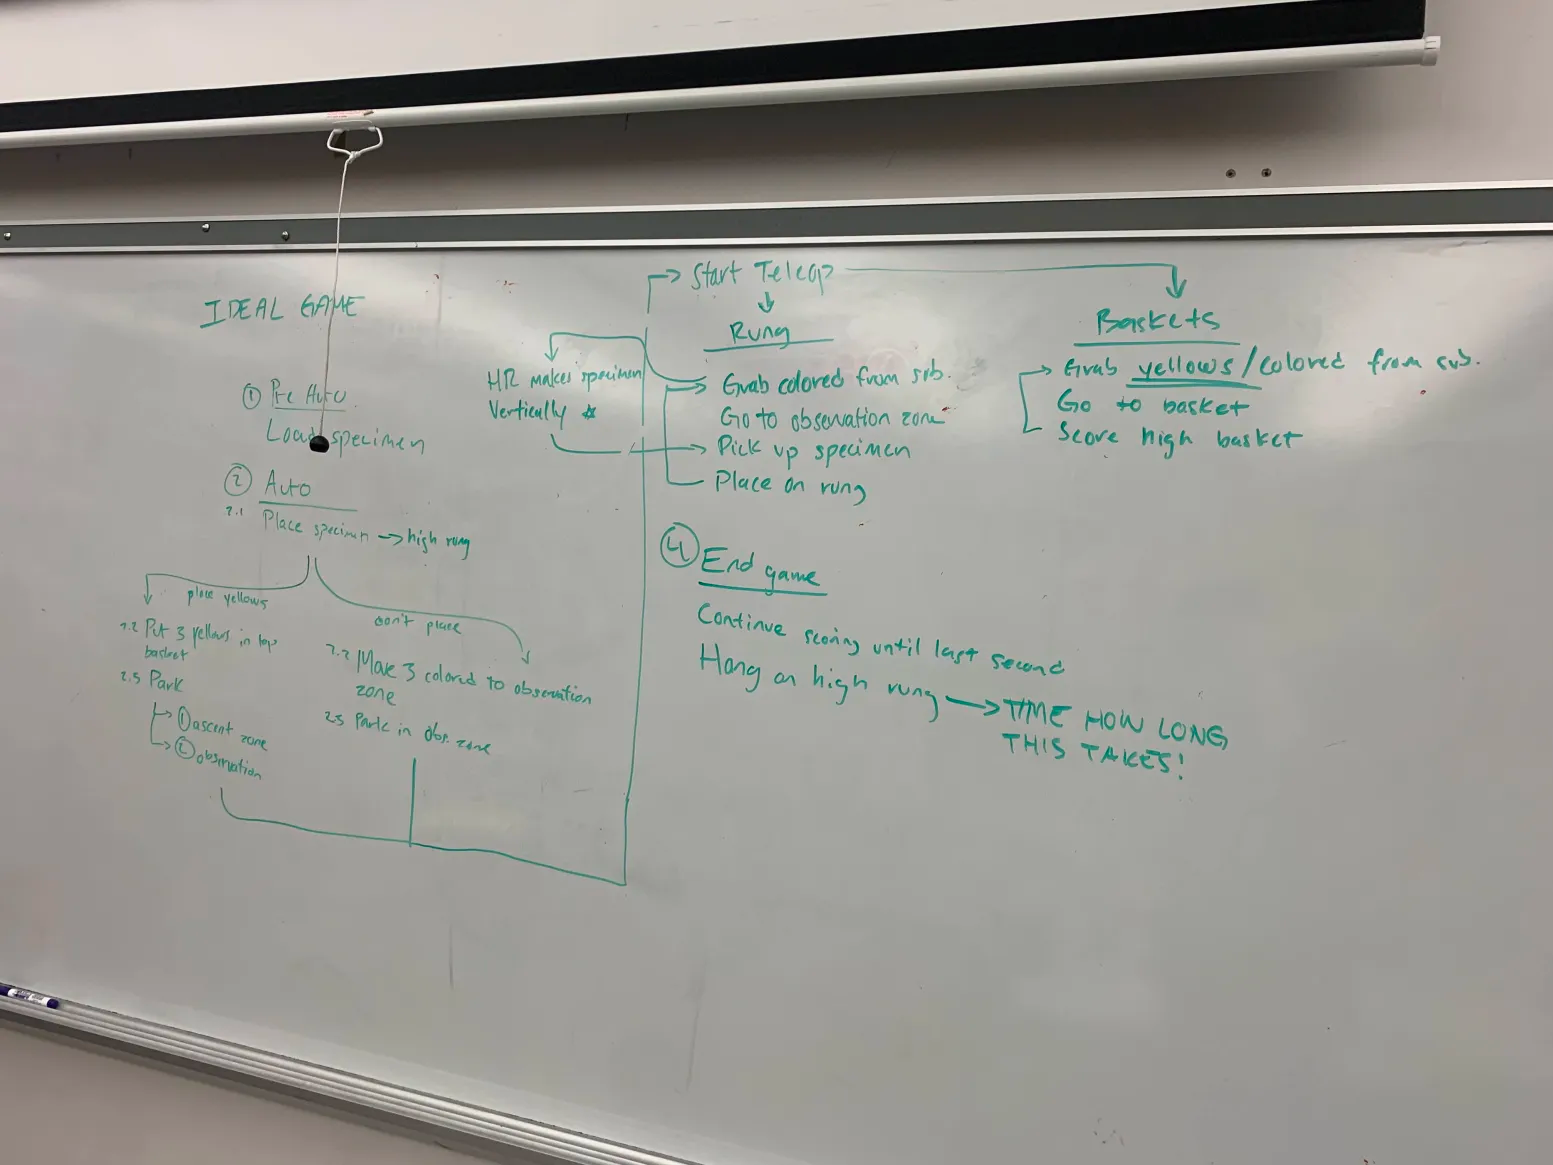 IDEAL GAME
① Pre Auto
Load specimen
② Auto
2.1 Place specimen → high rung
place yellows
don't place
2.2 Put 3 yellows in top
basket
2.3 Park
① ascent zone
② observation
2.2 Move 3 colored to observation
zone
2.3 Park in obs. zone
→ Start Teleop
Rung
HR makes specimen
Vertically ☆
Grab colored from sub.
Go to observation zone
Pick up specimen
Place on rung
Baskets
Grab yellows/colored from sub.
Go to basket
Score high basket
④ End game
Continue scoring until last second
Hang on high rung → TIME HOW LONG
THIS TAKES!